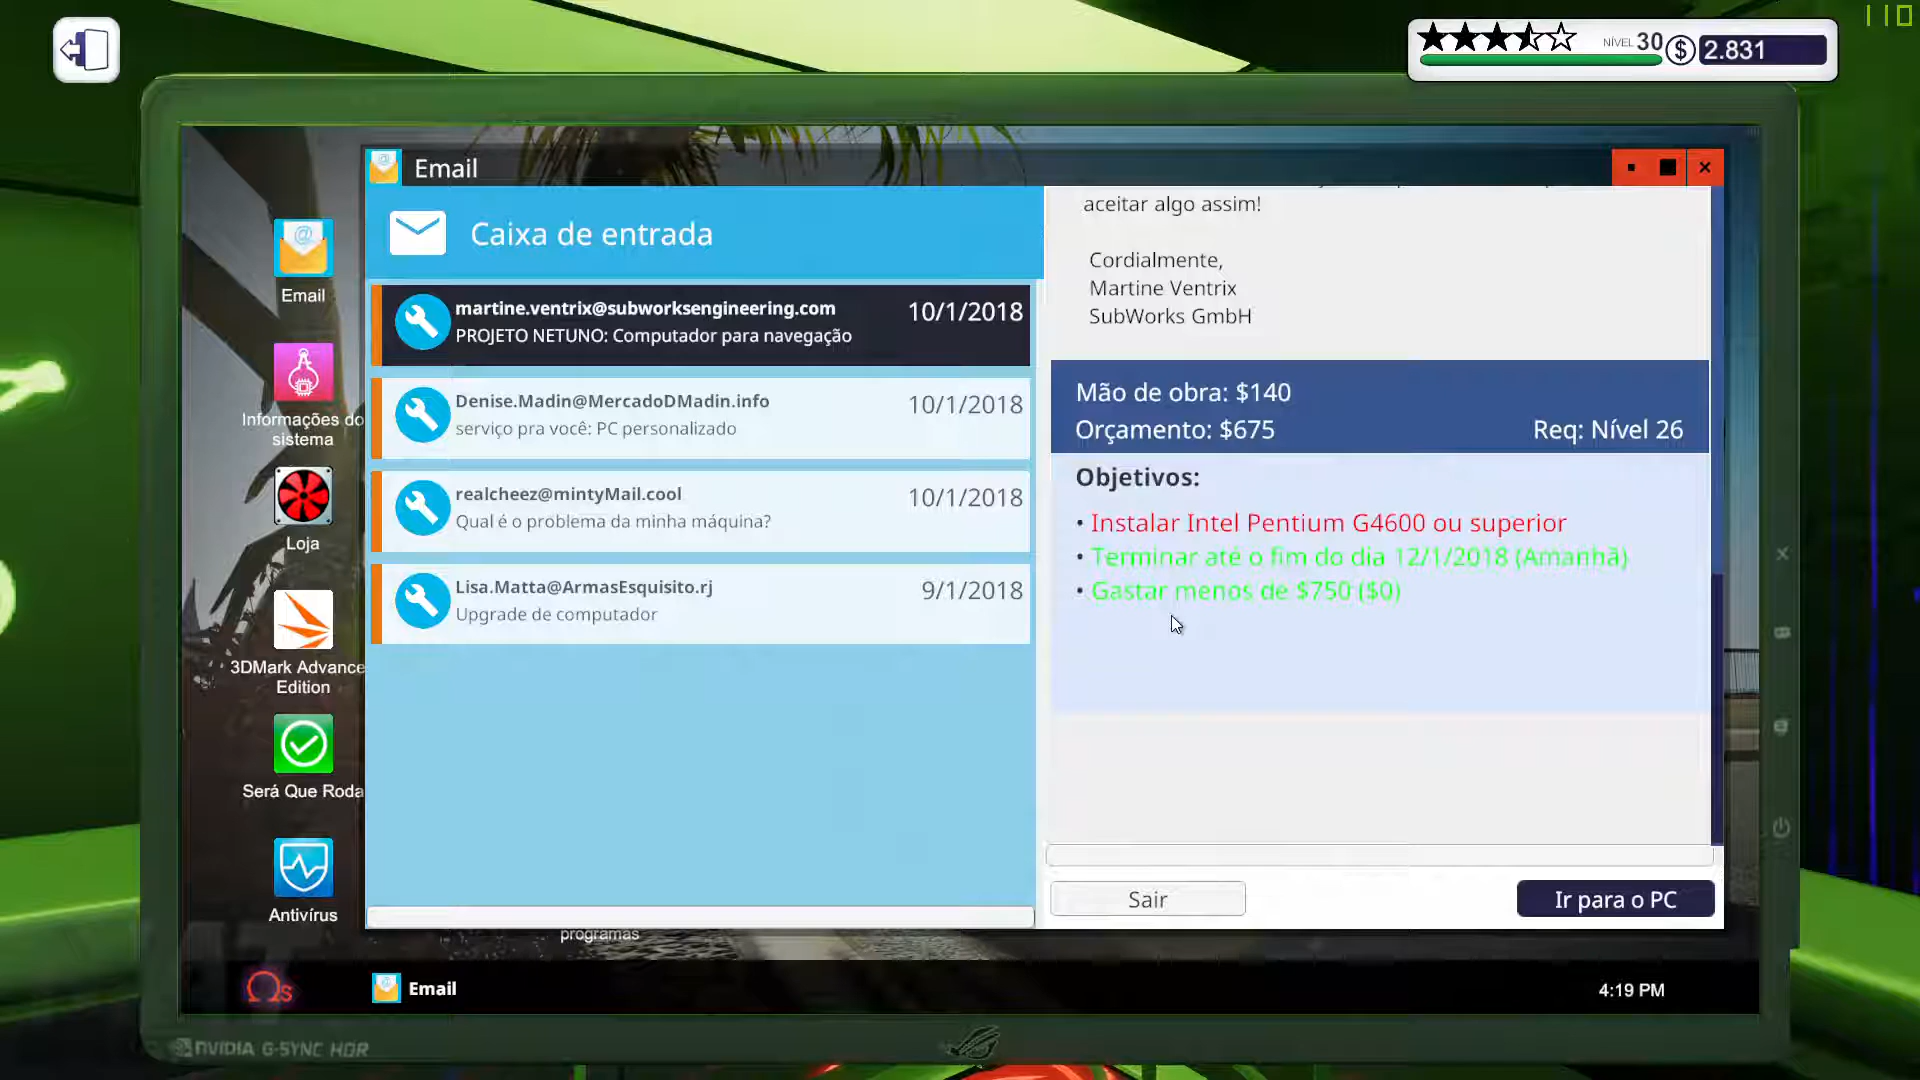 110
NÍVEL 30
$ 2.831
Email
Caixa de entrada
martine.ventrix@subworksengineering.com
10/1/2018
PROJETO NETUNO: Computador para navegação
Denise.Madin@MercadoDMadin.info
10/1/2018
serviço pra você: PC personalizado
realcheez@mintyMail.cool
10/1/2018
Qual é o problema da minha máquina?
Lisa.Matta@ArmasEsquisito.rj
9/1/2018
Upgrade de computador
aceitar algo assim!
Cordialmente,
Martine Ventrix
SubWorks GmbH
Mão de obra: $140
Orçamento: $675
Req: Nível 26
Objetivos:
• Instalar Intel Pentium G4600 ou superior
• Terminar até o fim do dia 12/1/2018 (Amanhã)
• Gastar menos de $750 ($0)
Sair
Ir para o PC
Email
Informações do
sistema
Loja
3DMark Advance
Edition
Será Que Roda
Antivírus
programas
Ωs
Email
4:19 PM
NVIDIA G-SYNC HDR